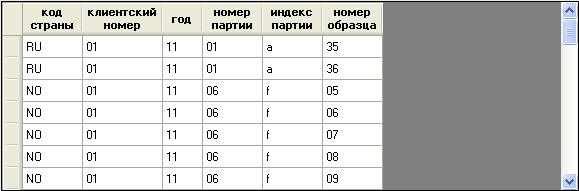 код страны клиентский номер год номер партии индекс партии номер образца
RU 01 11 01 a 35
RU 01 11 01 a 36
NO 01 11 06 f 05
NO 01 11 06 f 06
NO 01 11 06 f 07
NO 01 11 06 f 08
NO 01 11 06 f 09